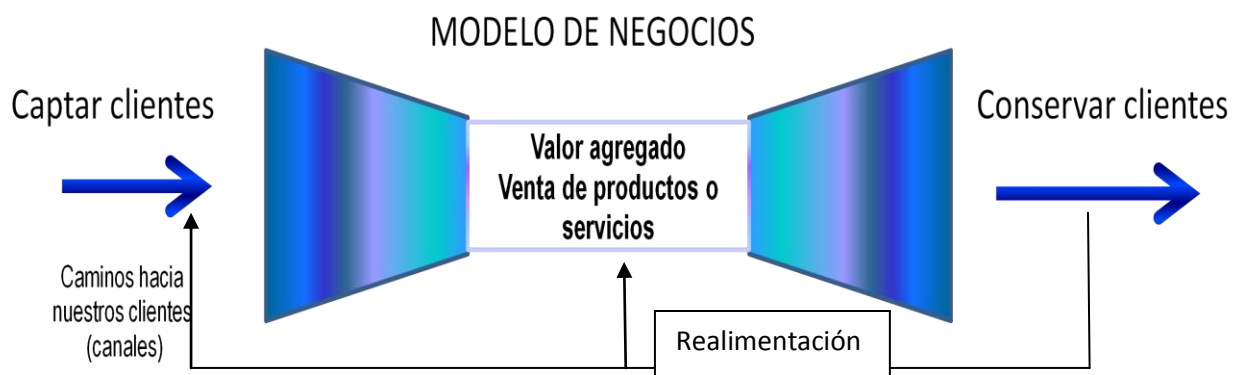 MODELO DE NEGOCIOS
Captar clientes
Conservar clientes
Valor agregado
Venta de productos o
servicios
Caminos hacia
nuestros clientes
(canales)
Realimentación